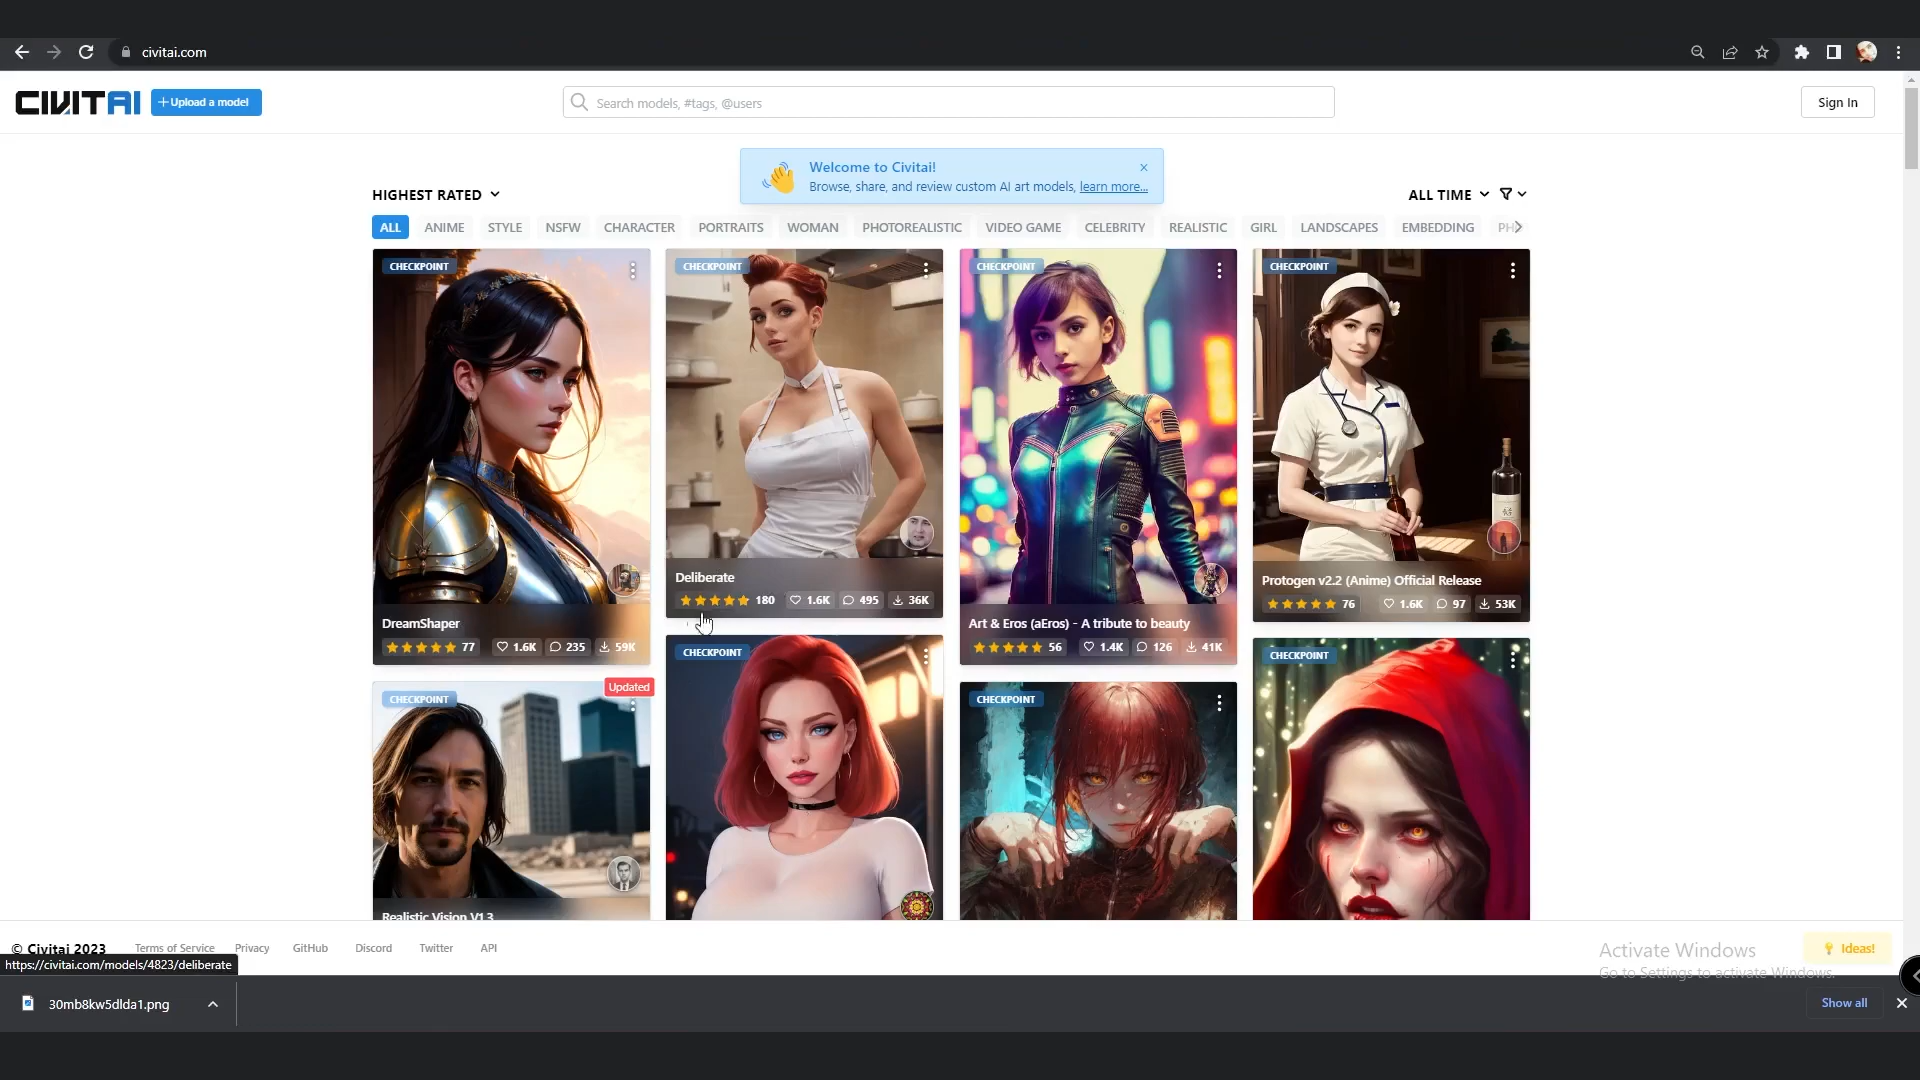 civitai.com
CIVITAI
+ Upload a model
Search models, #tags, @users
Sign In
Welcome to Civitai!
Browse, share, and review custom AI art models, learn more...
HIGHEST RATED
ALL TIME
ALL ANIME STYLE NSFW CHARACTER PORTRAITS WOMAN PHOTOREALISTIC VIDEO GAME CELEBRITY REALISTIC GIRL LANDSCAPES EMBEDDING
CHECKPOINT
DreamShaper
77 1.6K 235 59K
CHECKPOINT
Deliberate
180 1.6K 495 36K
CHECKPOINT
Art & Eros (aEros) - A tribute to beauty
56 1.4K 126 41K
CHECKPOINT
Protogen v2.2 (Anime) Official Release
76 1.6K 97 53K
Updated
CHECKPOINT
Realistic Vision V1.3
CHECKPOINT
CHECKPOINT
CHECKPOINT
© Civitai 2023 Terms of Service Privacy GitHub Discord Twitter API
Ideas!
https://civitai.com/models/4823/deliberate
Activate Windows
Go to Settings to activate Windows.
30mb8kw5dlda1.png
Show all